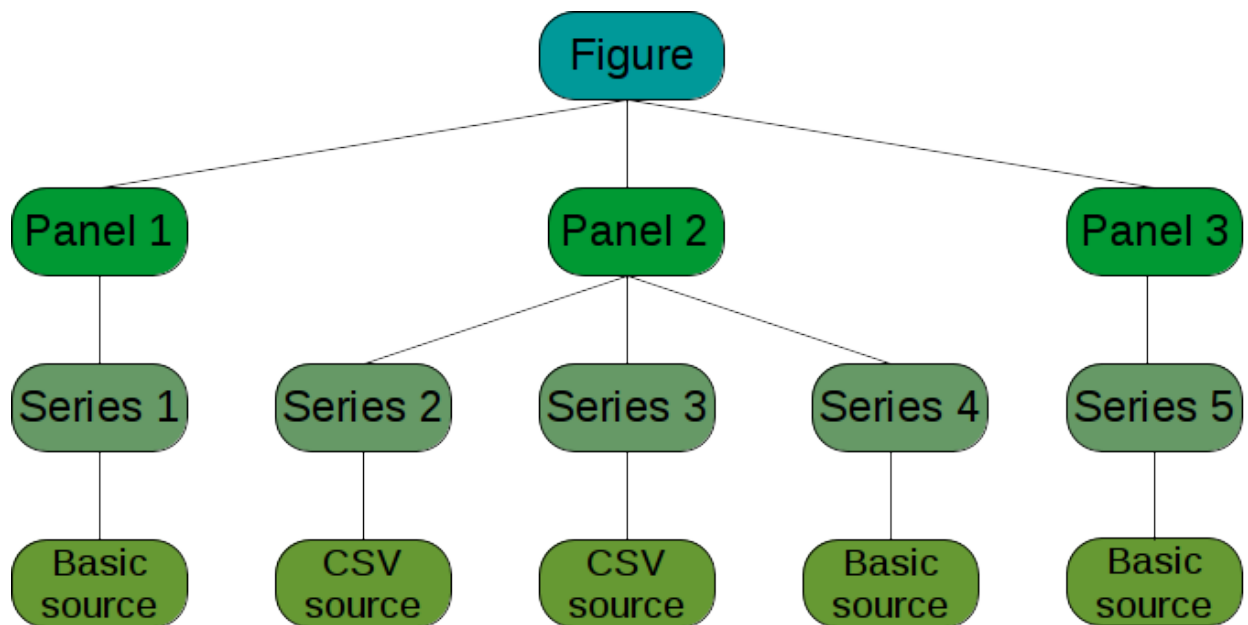 Figure
Panel 1
Panel 2
Panel 3
Series 1
Series 2
Series 3
Series 4
Series 5
Basic
source
CSV
source
CSV
source
Basic
source
Basic
source